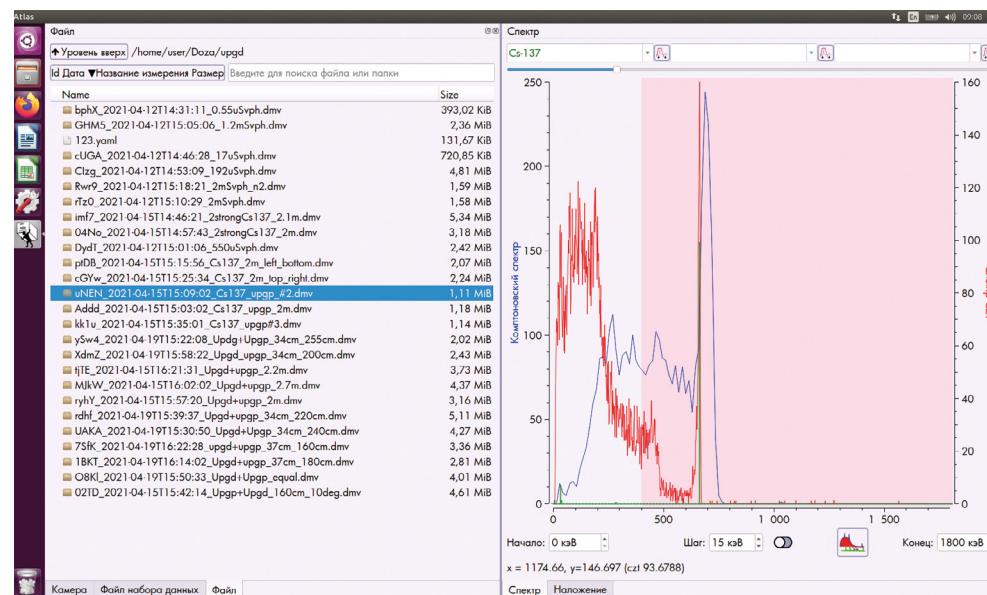 Atlas
En
09:08
Файл
Уровень вверх /home/user/Doza/upgd
Id Дата ▼Название измерения Размер Введите для поиска файла или папки
Name Size
bphX_2021-04-12T14:31:11_0.55uSvph.dmv 393,02 KiB
GHM5_2021-04-12T15:05:06_1.2mSvph.dmv 2,36 MiB
123.yaml 131,67 KiB
cUGA_2021-04-12T14:46:28_17uSvph.dmv 720,85 KiB
Clzg_2021-04-12T14:53:09_192uSvph.dmv 4,81 MiB
Rwr9_2021-04-12T15:18:21_2mSvph_n2.dmv 1,59 MiB
rTz0_2021-04-12T15:10:29_2mSvph.dmv 1,58 MiB
imf7_2021-04-15T14:46:21_2strongCs137_2.1m.dmv 5,34 MiB
04No_2021-04-15T14:57:43_2strongCs137_2m.dmv 3,18 MiB
DydT_2021-04-12T15:01:06_550uSvph.dmv 2,42 MiB
ptDB_2021-04-15T15:15:56_Cs137_2m_left_bottom.dmv 2,07 MiB
cGYw_2021-04-15T15:25:34_Cs137_2m_top_right.dmv 2,24 MiB
uNEN_2021-04-15T15:09:02_Cs137_upgp_#2.dmv 1,11 MiB
Addd_2021-04-15T15:03:02_Cs137_upgp_2m.dmv 1,18 MiB
kk1u_2021-04-15T15:35:01_Cs137_upgp#3.dmv 1,14 MiB
ySw4_2021-04-19T15:22:08_Updg+Upgp_34cm_255cm.dmv 2,02 MiB
XdmZ_2021-04-19T15:58:22_Upgd_upgp_34cm_200cm.dmv 2,43 MiB
fjTE_2021-04-15T16:21:31_Upgd+upgp_2.2m.dmv 3,73 MiB
MJkW_2021-04-15T16:02:02_Upgd+upgp_2.7m.dmv 4,37 MiB
ryhY_2021-04-15T15:57:20_Upgd+upgp_2m.dmv 3,16 MiB
rdhf_2021-04-19T15:39:37_Upgd+upgp_34cm_220cm.dmv 5,11 MiB
UAKA_2021-04-19T15:30:50_Upgd+Upgp_34cm_240cm.dmv 4,27 MiB
7SfK_2021-04-19T16:22:28_upgd+upgp_37cm_160cm.dmv 3,36 MiB
1BKT_2021-04-19T16:14:02_Upgd+upgp_37cm_180cm.dmv 2,81 MiB
O8Kl_2021-04-19T15:50:33_Upgd+Upgp_equal.dmv 4,01 MiB
02TD_2021-04-15T15:42:14_Upgp+Upgd_160cm_10deg.dmv 4,61 MiB
Камера Файл набора данных Файл
Спектр
Cs-137
250 160
140
200
120
150 100
Комптоновский спектр
80
100
60
40
50
20
0 0
0 500 1 000 1 500
Начало: 0 кэВ Шаг: 15 кэВ Конец: 1800 кэВ
x = 1174.66, y=146.697 (czt 93.6788)
Спектр Наложение